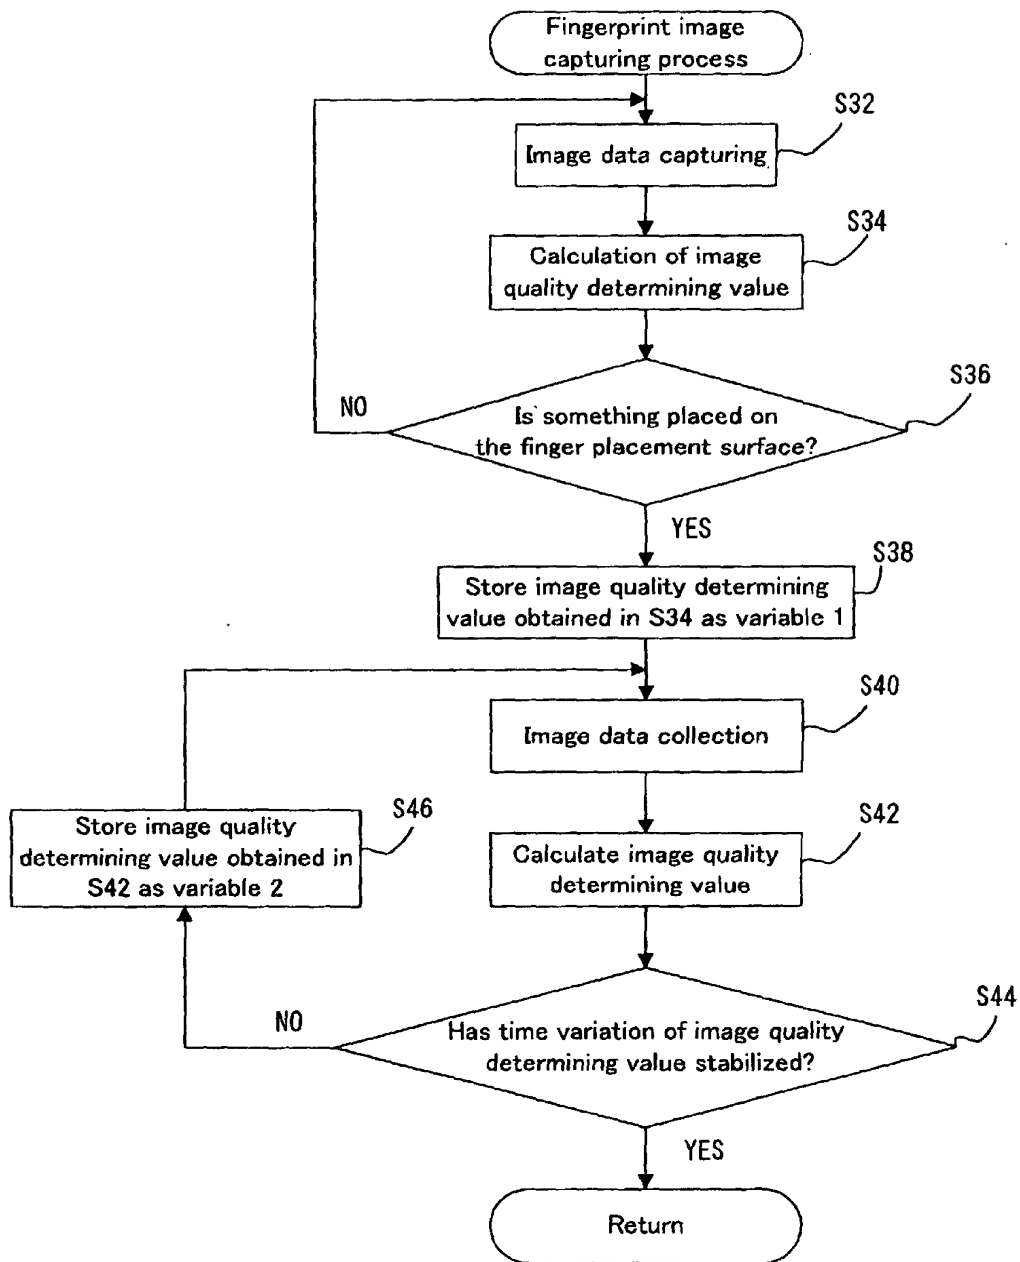 Fingerprint image
capturing process
S32
Image data capturing
S34
Calculation of image
quality determining value
S36
NO
Is something placed on
the finger placement surface?
YES
S38
Store image quality determining
value obtained in S34 as variable 1
S40
Image data collection
S46
Store image quality
determining value obtained in
S42 as variable 2
S42
Calculate image quality
determining value
S44
NO
Has time variation of image quality
determining value stabilized?
YES
Return